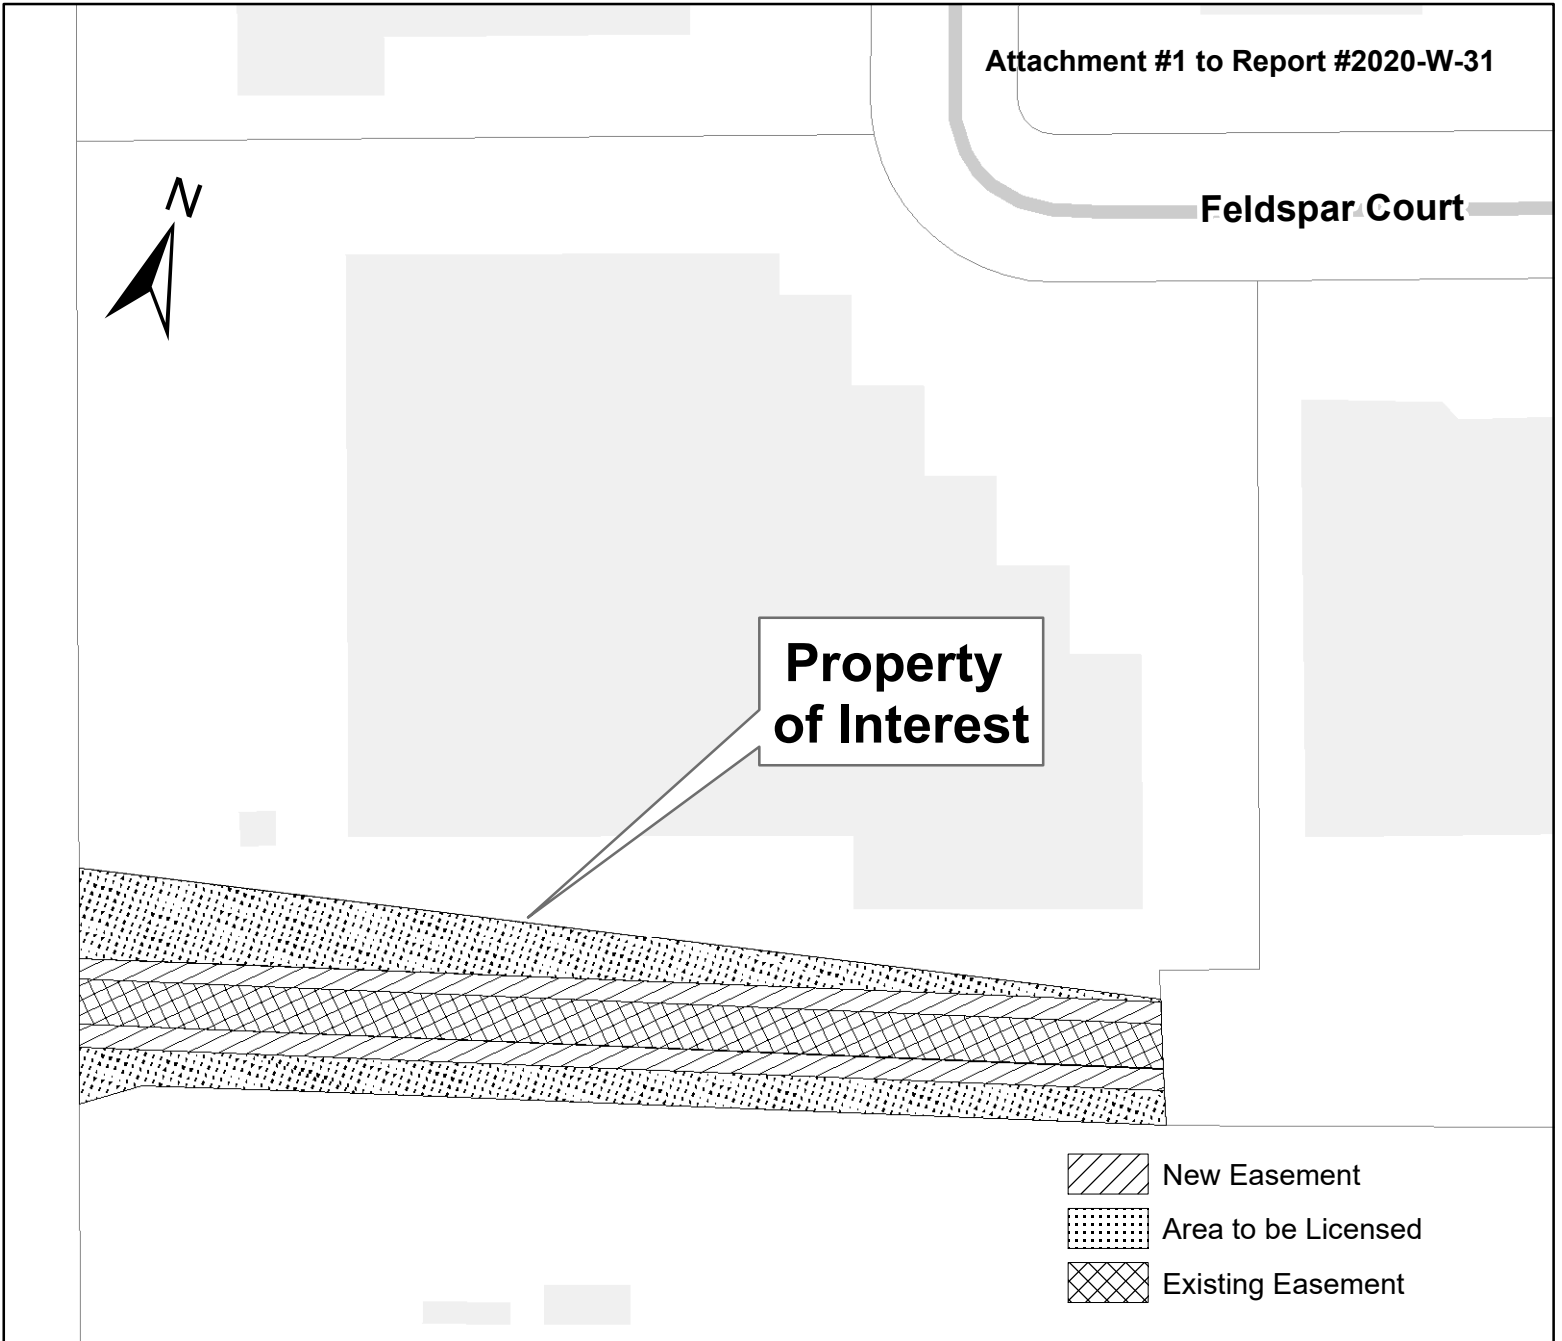 Attachment #1 to Report #2020-W-31
N
Feldspar Court
Property
of Interest
New Easement
Area to be Licensed
Existing Easement